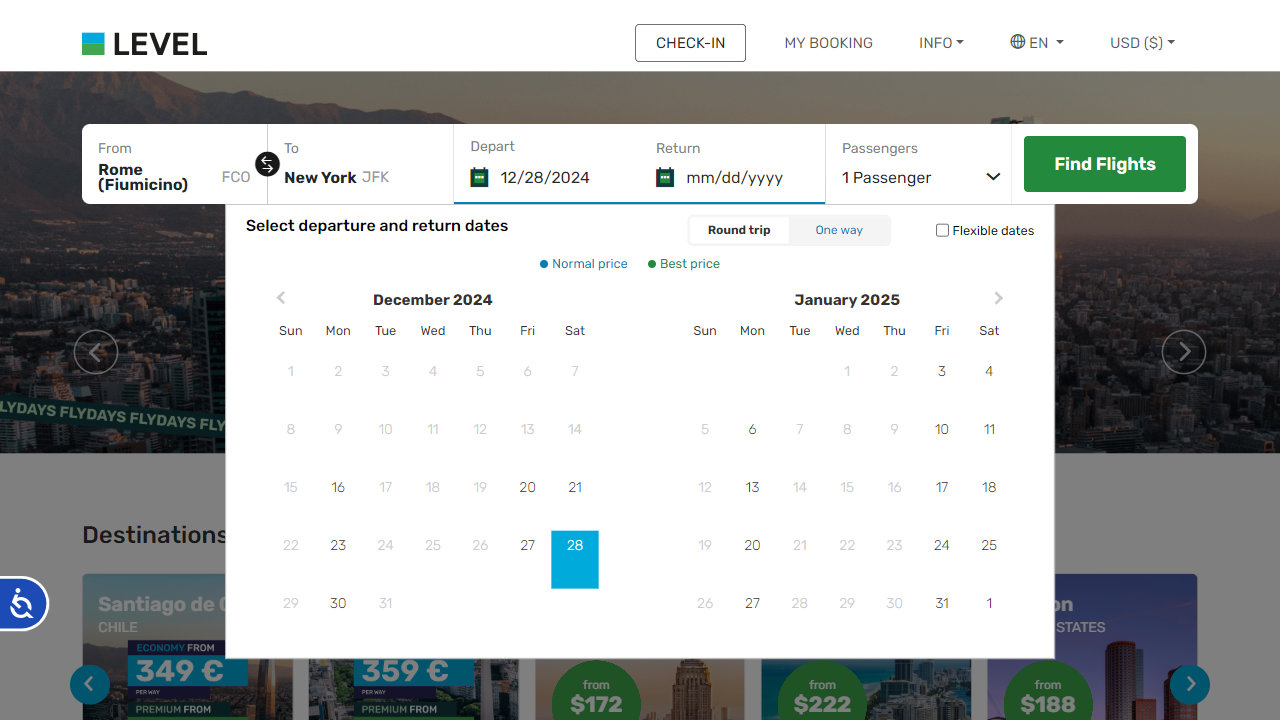 LEVEL
CHECK-IN
MY BOOKING
INFO
EN
USD ($)
From
Rome
(Fiumicino)
FCO
To
New York JFK
Depart
12/28/2024
Return
mm/dd/yyyy
Passengers
1 Passenger
Find Flights
Select departure and return dates
Round trip
One way
Flexible dates
Normal price
Best price
December 2024
Sun Mon Tue Wed Thu Fri Sat
1 2 3 4 5 6 7
8 9 10 11 12 13 14
15 16 17 18 19 20 21
22 23 24 25 26 27 28
29 30 31
January 2025
Sun Mon Tue Wed Thu Fri Sat
1 2 3 4
5 6 7 8 9 10 11
12 13 14 15 16 17 18
19 20 21 22 23 24 25
26 27 28 29 30 31 1
FLYDAYS FLYDAYS FLYDAYS
Destinations
Santiago de
CHILE
ECONOMY FROM
349 €
PER WAY
PREMIUM FROM
359 €
PER WAY
PREMIUM FROM
from
$172
from
$222
STATES
from
$188